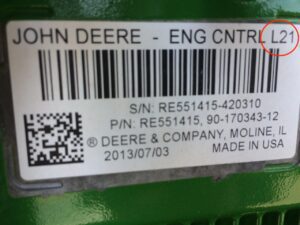 JOHN DEERE - ENG CNTRL L21
S/N: RE551415-420310
P/N: RE551415, 90-170343-12
® DEERE & COMPANY, MOLINE, IL
2013/07/03 MADE IN USA